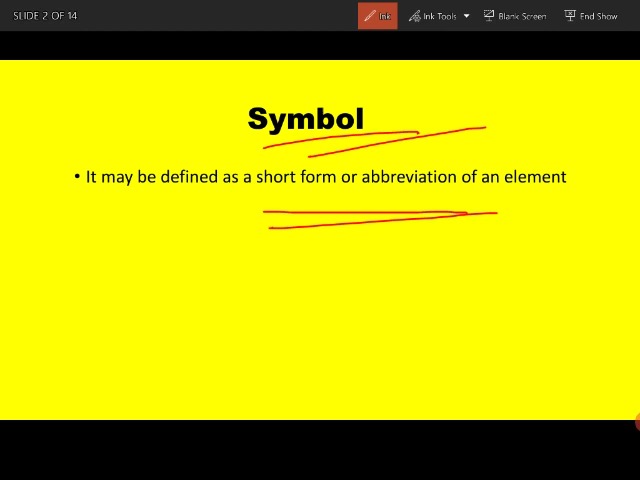 SLIDE 2 OF 14
Ink
Ink Tools
Blank Screen
End Show
Symbol
• It may be defined as a short form or abbreviation of an element